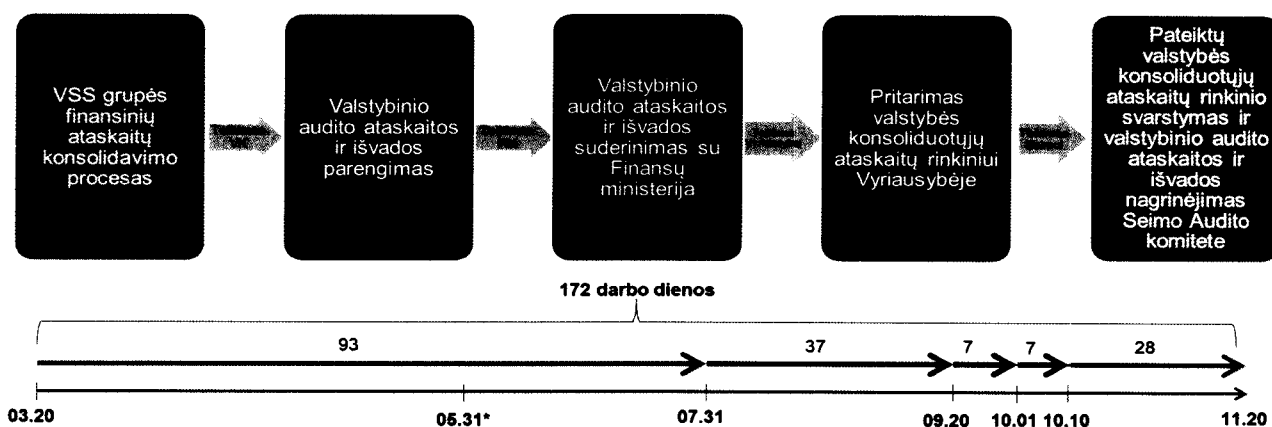 VSS grupės
finansinių
ataskaitų
konsolidavimo
procesas
Valstybinio
audito ataskaitos
ir išvados
parengimas
Valstybinio
audito ataskaitos
ir išvados
suderinimas su
Finansų
ministerija
Pritarimas
valstybės
konsoliduotųjų
ataskaitų rinkiniui
Vyriausybėje
Pateiktų
valstybės
konsoliduotųjų
ataskaitų rinkinio
svarstymas ir
valstybinio audito
ataskaitos ir
išvados
nagrinėjimas
Seimo Audito
komitete
172 darbo dienos
93 37 7 7 28
03.20 05.31* 07.31 09.20 10.01 10.10 11.20